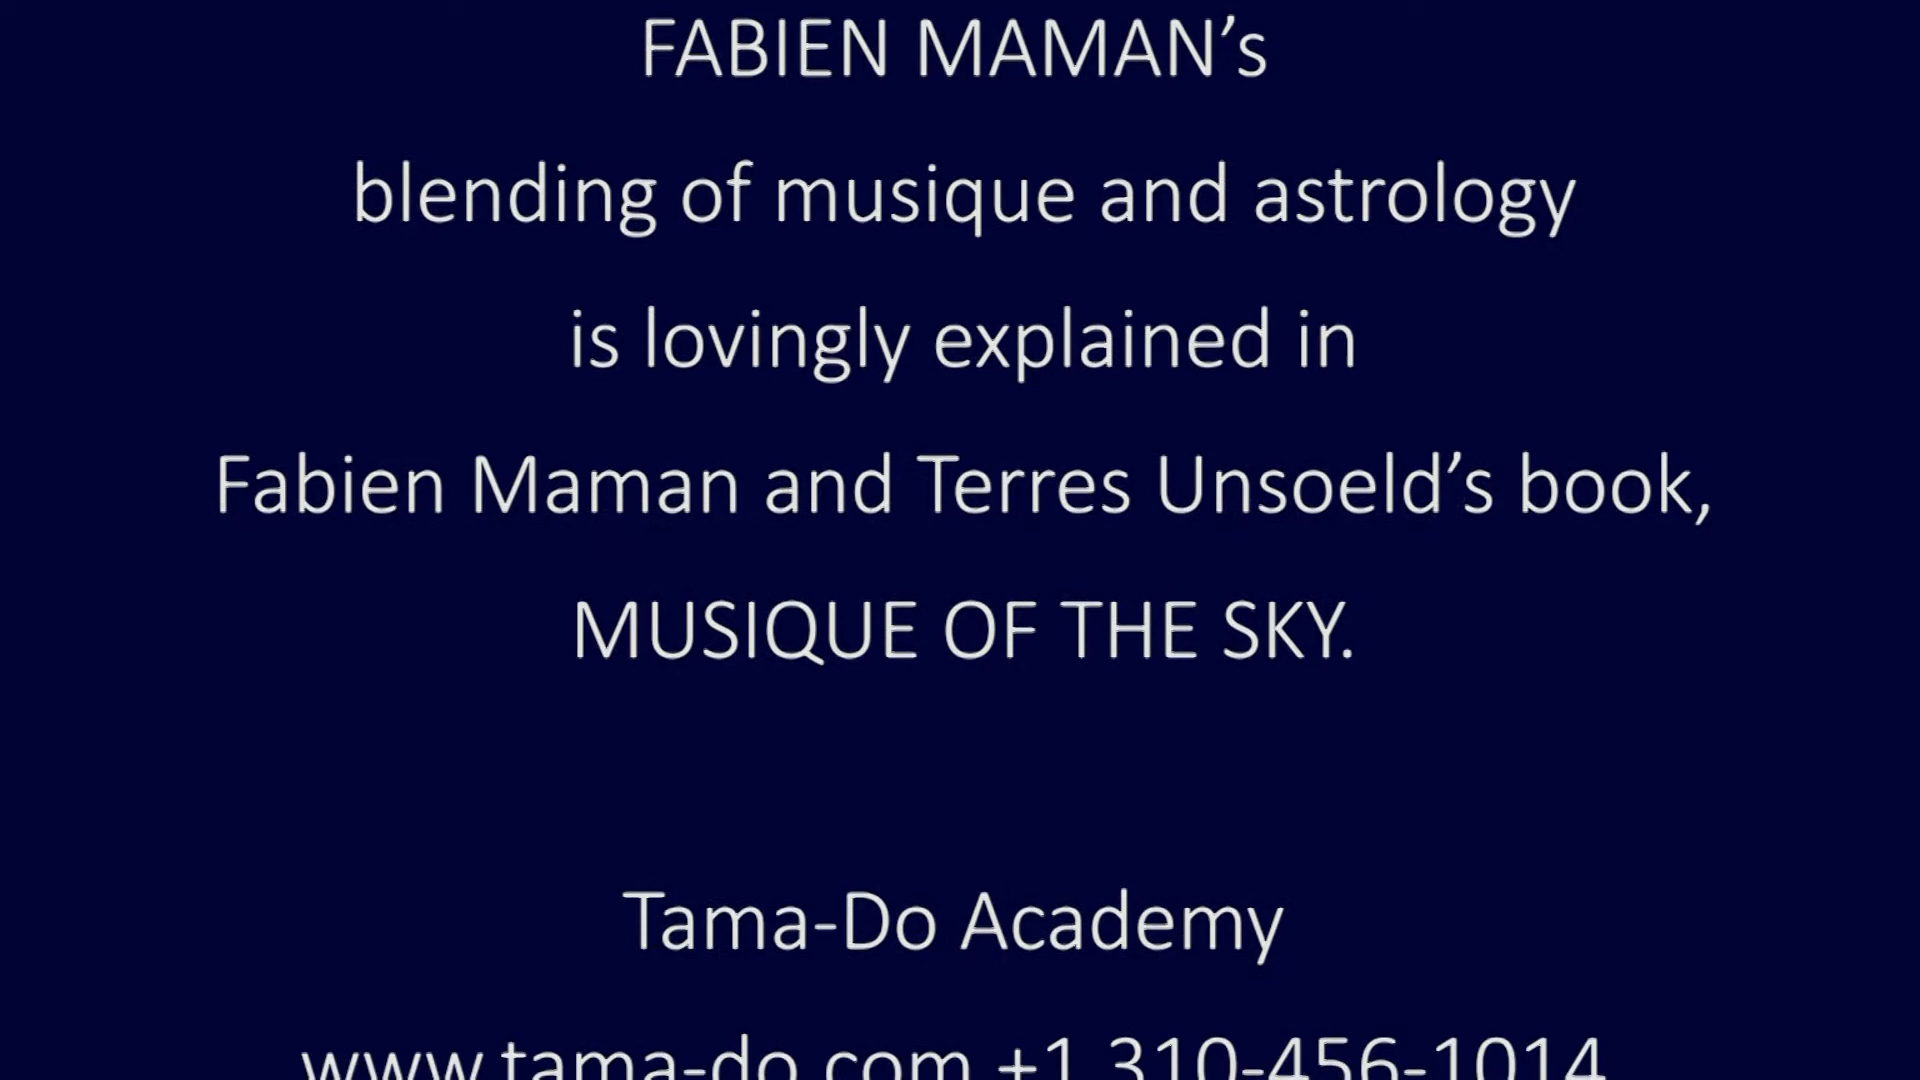 FABIEN MAMAN’s
blending of musique and astrology
is lovingly explained in
Fabien Maman and Terres Unsoeld’s book,
MUSIQUE OF THE SKY.
Tama-Do Academy
www.tama-do.com +1 310-456-1014